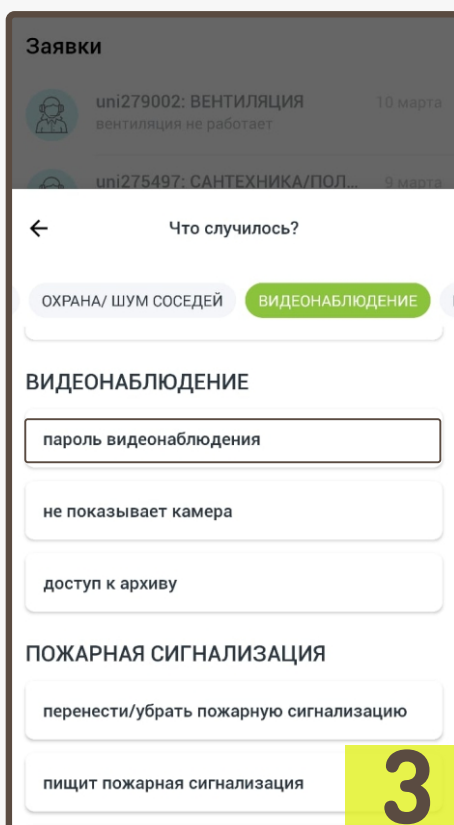 Заявки
uni279002: ВЕНТИЛЯЦИЯ 10 марта
вентиляция не работает
uni275497: САНТЕХНИКА/ПОЛ... 9 марта
Что случилось?
ОХРАНА/ ШУМ СОСЕДЕЙ ВИДЕОНАБЛЮДЕНИЕ
ВИДЕОНАБЛЮДЕНИЕ
пароль видеонаблюдения
не показывает камера
доступ к архиву
ПОЖАРНАЯ СИГНАЛИЗАЦИЯ
перенести/убрать пожарную сигнализацию
пищит пожарная сигнализация
3